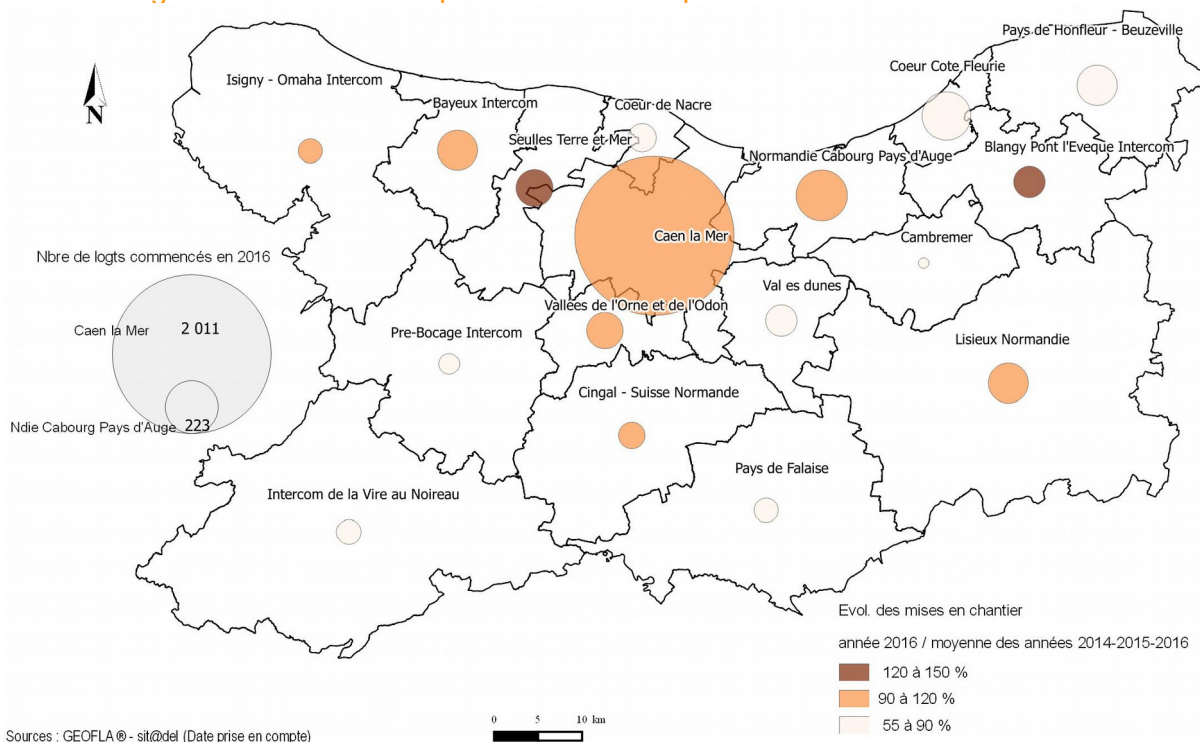 Pays de Honfleur - Beuzeville
Coeur Cote Fleurie
Isigny - Omaha Intercom
Bayeux Intercom
Coeur de Nacre
N
Seulles Terre et Mer
Normandie Cabourg Pays d'Auge
Blangy Pont l'Eveque Intercom
Caen la Mer
Cambremer
Nbre de logts commencés en 2016
Val es dunes
Vallees de l'Orne et de l'Odon
Caen la Mer 2 011
Pre-Bocage Intercom
Lisieux Normandie
Cingal - Suisse Normande
Ndie Cabourg Pays d'Auge 223
Pays de Falaise
Intercom de la Vire au Noireau
Evol. des mises en chantier
année 2016 / moyenne des années 2014-2015-2016
120 à 150 %
90 à 120 %
55 à 90 %
0 5 10 km
Sources : GEOFLA ® - sit@del (Date prise en compte)